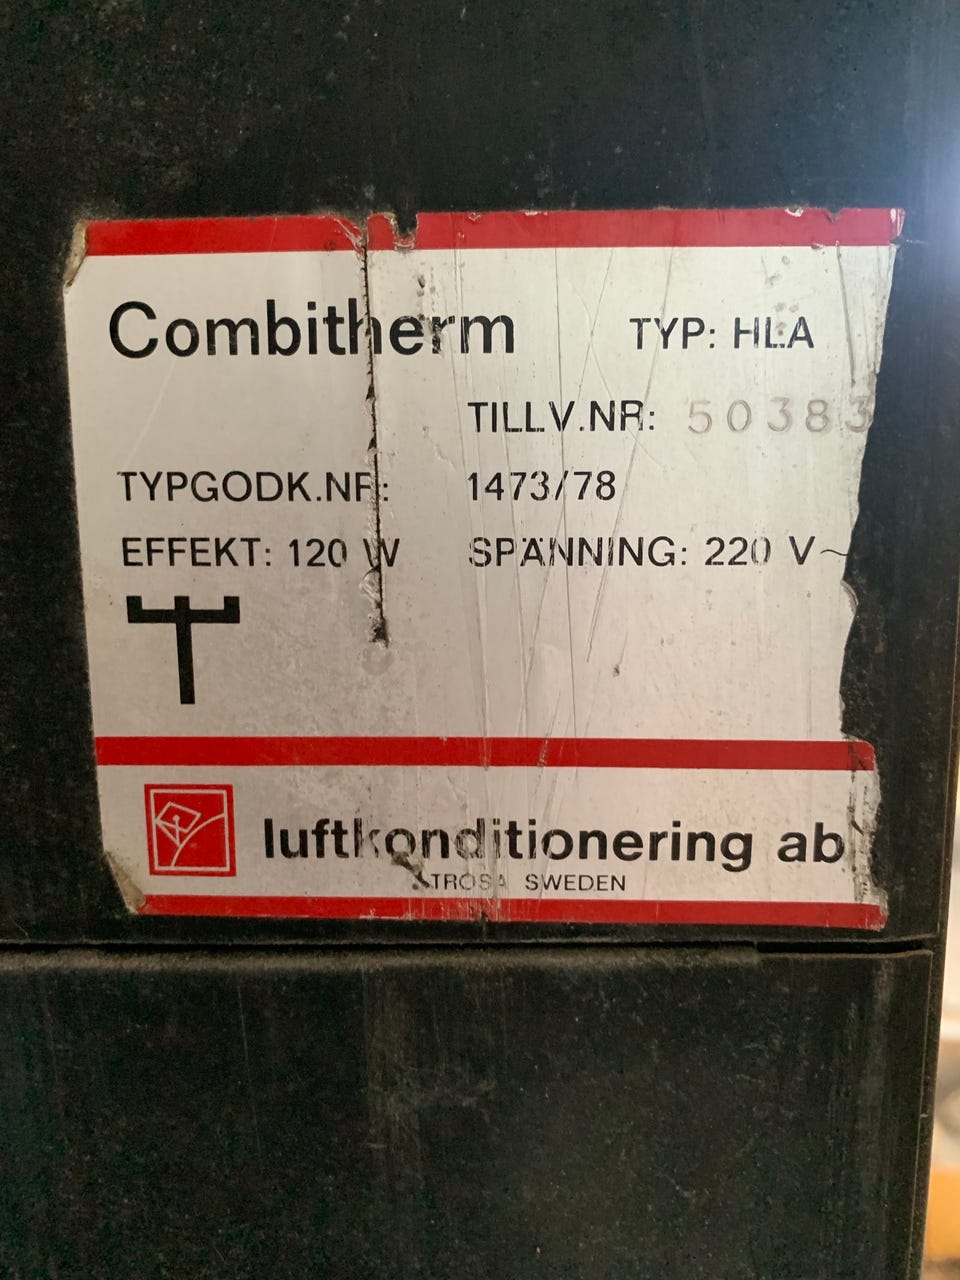 Combitherm TYP: HLA
TILLV.NR: 50383
TYPGODK.NR: 1473/78
EFFEKT: 120 W SPÄNNING: 220 V~
luftkonditionering ab
TROSA SWEDEN